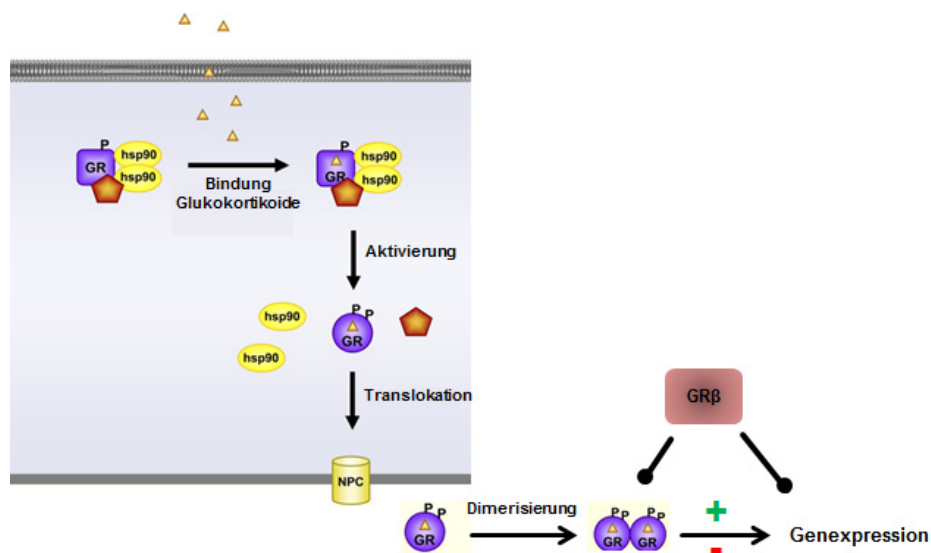 P
GR
hsp90
hsp90
Bindung
Glukokortikoide
P
GR
hsp90
hsp90
Aktivierung
hsp90
hsp90
P P
GR
Translokation
GRβ
NPC
P P
GR
Dimerisierung
P P
GR
P P
GR
+
-
Genexpression